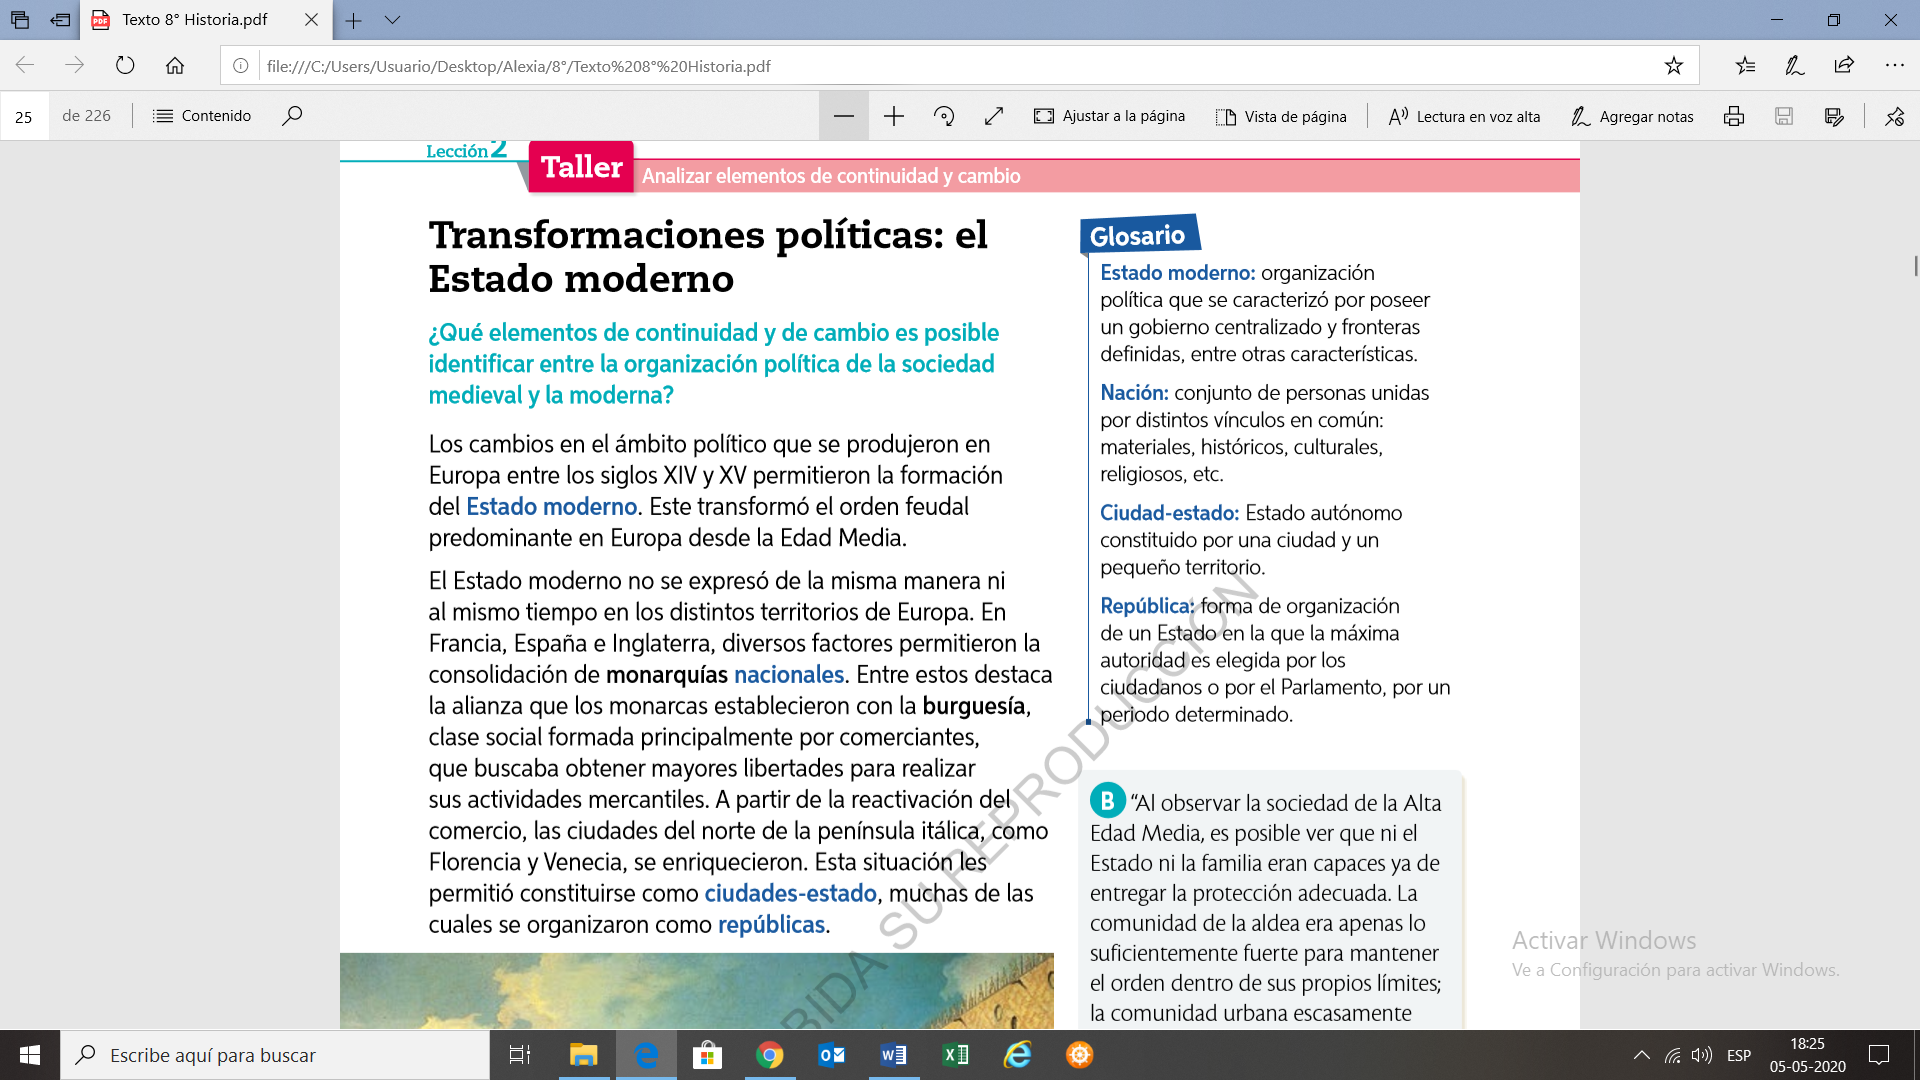 Texto 8° Historia.pdf
file:///C:/Users/Usuario/Desktop/Alexia/8°/Texto%208°%20Historia.pdf
25 de 226 Contenido Ajustar a la página Vista de página Lectura en voz alta Agregar notas
Lección 2
Taller
Analizar elementos de continuidad y cambio
Transformaciones políticas: el
Estado moderno
¿Qué elementos de continuidad y de cambio es posible
identificar entre la organización política de la sociedad
medieval y la moderna?
Los cambios en el ámbito político que se produjeron en
Europa entre los siglos XIV y XV permitieron la formación
del Estado moderno. Este transformó el orden feudal
predominante en Europa desde la Edad Media.
El Estado moderno no se expresó de la misma manera ni
al mismo tiempo en los distintos territorios de Europa. En
Francia, España e Inglaterra, diversos factores permitieron la
consolidación de monarquías nacionales. Entre estos destaca
la alianza que los monarcas establecieron con la burguesía,
clase social formada principalmente por comerciantes,
que buscaba obtener mayores libertades para realizar
sus actividades mercantiles. A partir de la reactivación del
comercio, las ciudades del norte de la península itálica, como
Florencia y Venecia, se enriquecieron. Esta situación les
permitió constituirse como ciudades-estado, muchas de las
cuales se organizaron como repúblicas.
Glosario
Estado moderno: organización
política que se caracterizó por poseer
un gobierno centralizado y fronteras
definidas, entre otras características.
Nación: conjunto de personas unidas
por distintos vínculos en común:
materiales, históricos, culturales,
religiosos, etc.
Ciudad-estado: Estado autónomo
constituido por una ciudad y un
pequeño territorio.
República: forma de organización
de un Estado en la que la máxima
autoridad es elegida por los
ciudadanos o por el Parlamento, por un
periodo determinado.
B “Al observar la sociedad de la Alta
Edad Media, es posible ver que ni el
Estado ni la familia eran capaces ya de
entregar la protección adecuada. La
comunidad de la aldea era apenas lo
suficientemente fuerte para mantener
el orden dentro de sus propios límites;
la comunidad urbana escasamente
BIDA SU REPRODUCCIÓN
Activar Windows
Ve a Configuración para activar Windows.
Escribe aquí para buscar
ESP
18:25
05-05-2020